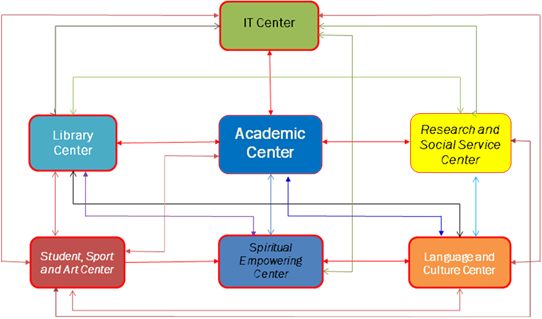 IT Center
Library
Center
Academic
Center
Research and
Social Service
Center
Student, Sport
and Art Center
Spiritual
Empowering
Center
Language and
Culture Center